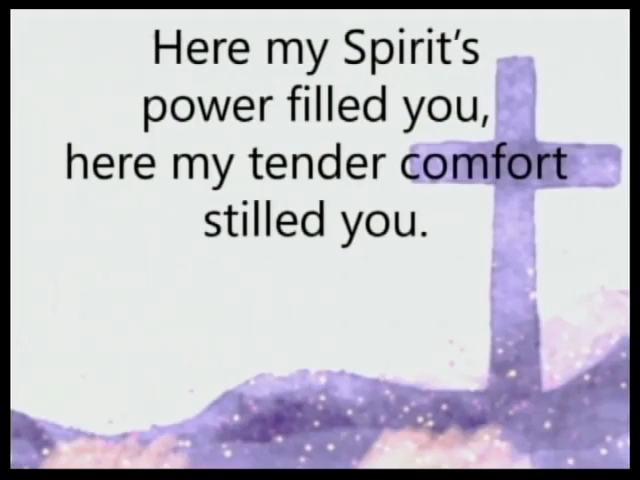 Here my Spirit's
power filled you,
here my tender comfort
stilled you.